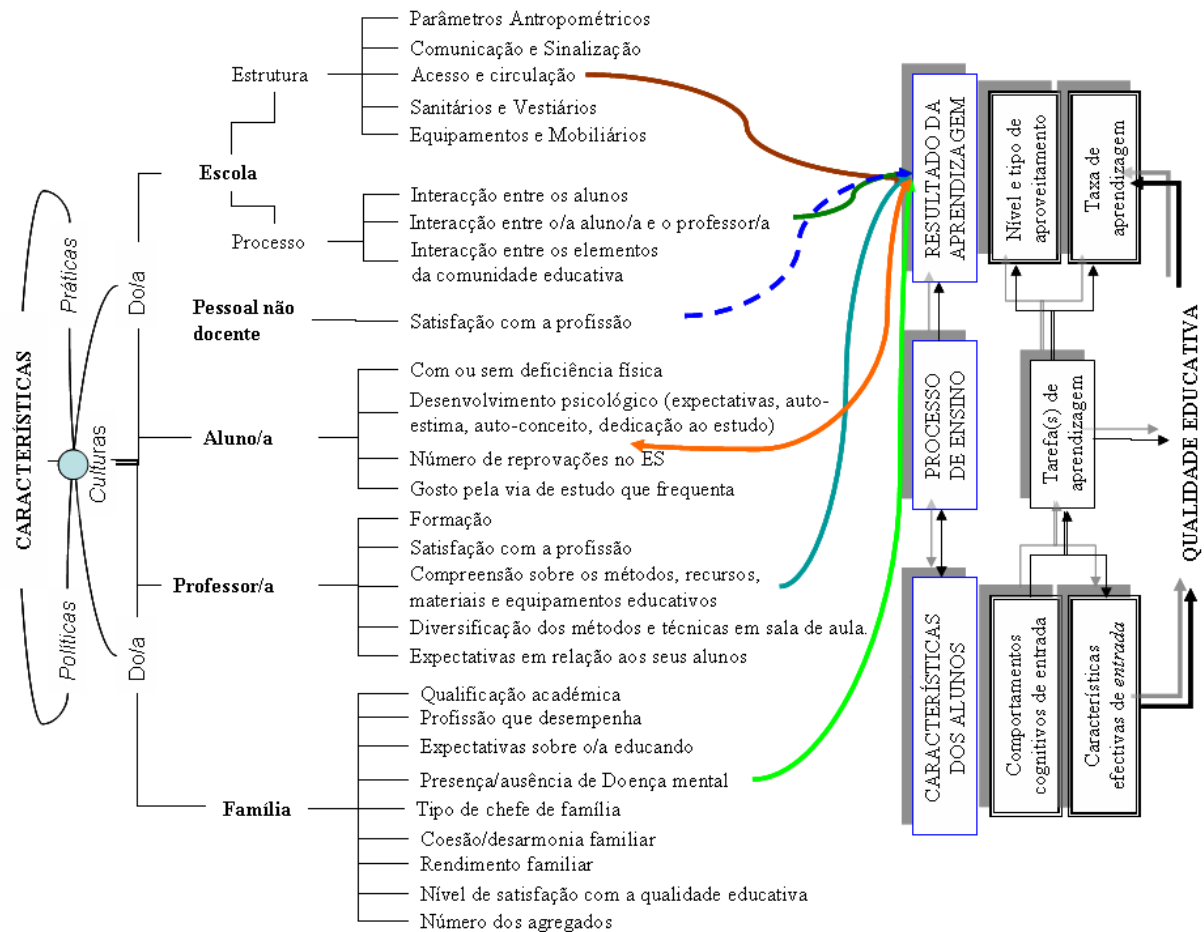 CARACTERÍSTICAS
Práticas
Culturas
Políticas
Do/a
Do/a
Escola
Estrutura
Parâmetros Antropométricos
Comunicação e Sinalização
Acesso e circulação
Sanitários e Vestiários
Equipamentos e Mobiliários
Processo
Interacção entre os alunos
Interacção entre o/a aluno/a e o professor/a
Interacção entre os elementos
da comunidade educativa
Pessoal não
docente
Satisfação com a profissão
Aluno/a
Com ou sem deficiência física
Desenvolvimento psicológico (expectativas, auto-
estima, auto-conceito, dedicação ao estudo)
Número de reprovações no ES
Gosto pela via de estudo que frequenta
Professor/a
Formação
Satisfação com a profissão
Compreensão sobre os métodos, recursos,
materiais e equipamentos educativos
Diversificação dos métodos e técnicas em sala de aula.
Expectativas em relação aos seus alunos
Família
Qualificação académica
Profissão que desempenha
Expectativas sobre o/a educando
Presença/ausência de Doença mental
Tipo de chefe de família
Coesão/desarmonia familiar
Rendimento familiar
Nível de satisfação com a qualidade educativa
Número dos agregados
RESULTADO DA
APRENDIZAGEM
Nível e tipo de
aproveitamento
Taxa de
aprendizagem
PROCESSO
DE ENSINO
Tarefa(s) de
aprendizagem
CARACTERÍSTICAS
DOS ALUNOS
Comportamentos
cognitivos de entrada
Características
efectivas de entrada
QUALIDADE EDUCATIVA